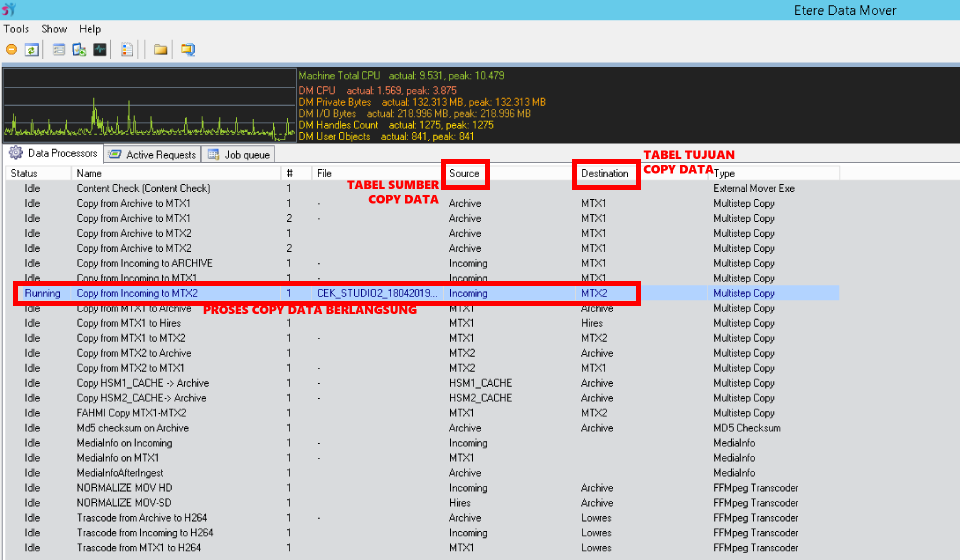 Etere Data Mover
Tools Show Help
Machine Total CPU actual: 9.531, peak: 10.479
DM CPU actual: 1.569, peak: 3.875
DM Private Bytes actual: 132.313 MB, peak: 132.313 MB
DM I/O Bytes actual: 218.996 MB, peak: 218.996 MB
DM Handles Count actual: 1275, peak: 1275
DM User Objects actual: 841, peak: 841
Data Processors Active Requests Job queue
TABEL TUJUAN
COPY DATA
Status Name # File Source Destination Type
TABEL SUMBER
COPY DATA
Idle Content Check (Content Check) 1 External Mover Exe
Idle Copy from Archive to MTX1 1 - Archive MTX1 Multistep Copy
Idle Copy from Archive to MTX1 2 - Archive MTX1 Multistep Copy
Idle Copy from Archive to MTX2 1 Archive MTX1 Multistep Copy
Idle Copy from Archive to MTX2 2 Archive MTX1 Multistep Copy
Idle Copy from Incoming to ARCHIVE 1 - Incoming MTX1 Multistep Copy
Idle Copy from Incoming to MTX1 1 - Incoming MTX1 Multistep Copy
Running Copy from Incoming to MTX2 1 CEK_STUDIO2_18042019... Incoming MTX2 Multistep Copy
PROSES COPY DATA BERLANGSUNG
Idle Copy from MTX1 to Archive 1 MTX1 Archive Multistep Copy
Idle Copy from MTX1 to Hires 1 MTX1 Hires Multistep Copy
Idle Copy from MTX1 to MTX2 1 - MTX1 MTX2 Multistep Copy
Idle Copy from MTX2 to Archive 1 MTX2 Archive Multistep Copy
Idle Copy from MTX2 to MTX1 1 - MTX2 MTX1 Multistep Copy
Idle Copy HSM1_CACHE -> Archive 1 - HSM1_CACHE Archive Multistep Copy
Idle Copy HSM2_CACHE-> Archive 1 - HSM2_CACHE Archive Multistep Copy
Idle FAHMI Copy MTX1-MTX2 1 MTX1 MTX2 Multistep Copy
Idle Md5 checksum on Archive 1 Archive Archive MD5 Checksum
Idle MediaInfo on Incoming 1 - Incoming MediaInfo
Idle MediaInfo on MTX1 1 - MTX1 MediaInfo
Idle MediaInfoAfterIngest 1 Archive MediaInfo
Idle NORMALIZE MOV HD 1 Incoming Archive FFMpeg Transcoder
Idle NORMALIZE MOV-SD 1 Hires Archive FFMpeg Transcoder
Idle Trascode from Archive to H264 1 - Archive Lowres FFMpeg Transcoder
Idle Trascode from Incoming to H264 1 Incoming Lowres FFMpeg Transcoder
Idle Trascode from MTX1 to H264 1 MTX1 Lowres FFMpeg Transcoder